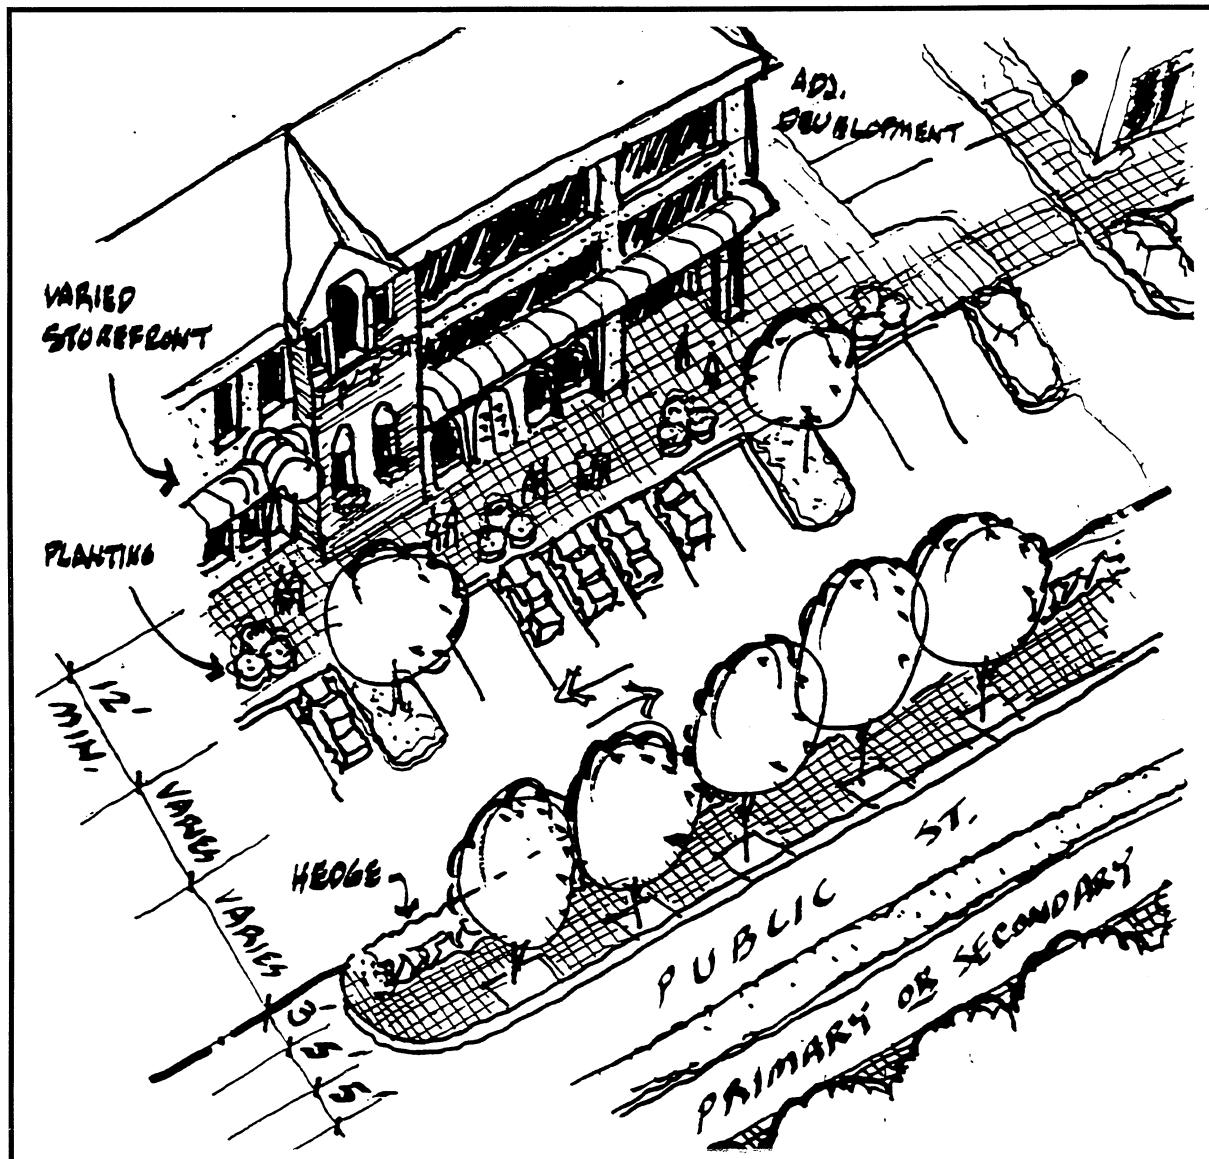 ADJ.
DEVELOPMENT
VARIED
STOREFRONT
PLANTING
12'
MIN.
VARIES
VARIES
HEDGE
3'
5'
5'
PUBLIC ST.
PRIMARY OR SECONDARY